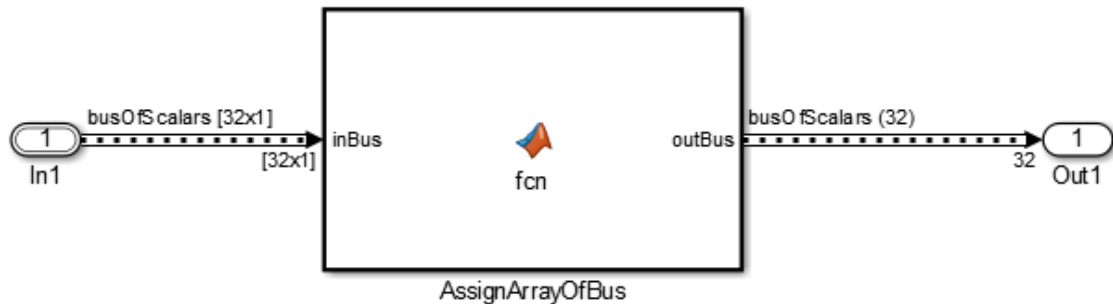 busOfScalars [32x1]
busOfScalars (32)
1
inBus
outBus
1
[32x1]
32
In1
fcn
Out1
AssignArrayOfBus